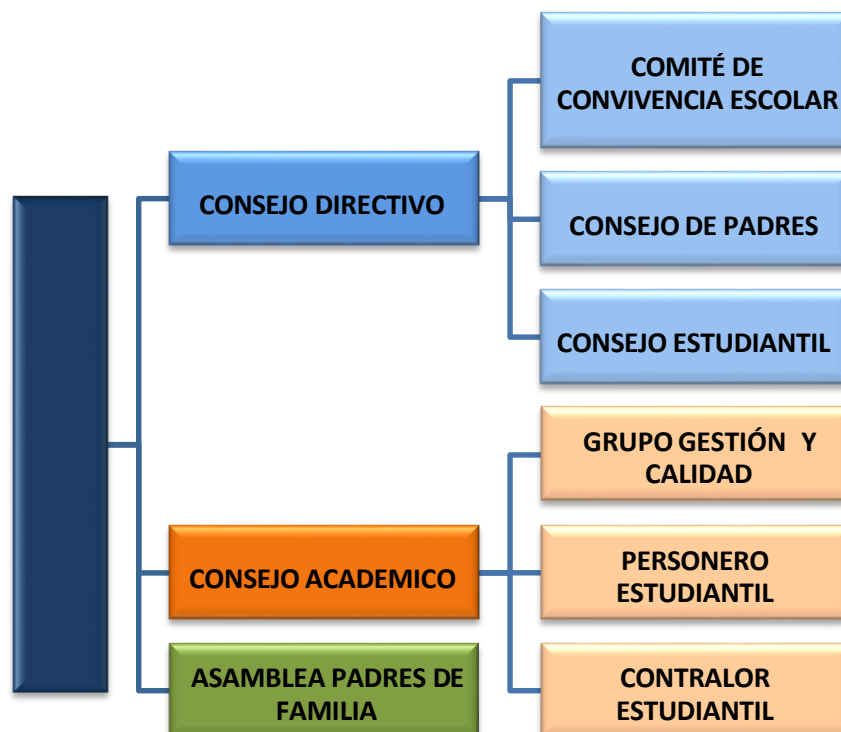 COMITÉ DE
CONVIVENCIA ESCOLAR
CONSEJO DIRECTIVO
CONSEJO DE PADRES
CONSEJO ESTUDIANTIL
GRUPO GESTIÓN Y
CALIDAD
CONSEJO ACADEMICO
PERSONERO
ESTUDIANTIL
ASAMBLEA PADRES DE
FAMILIA
CONTRALOR
ESTUDIANTIL